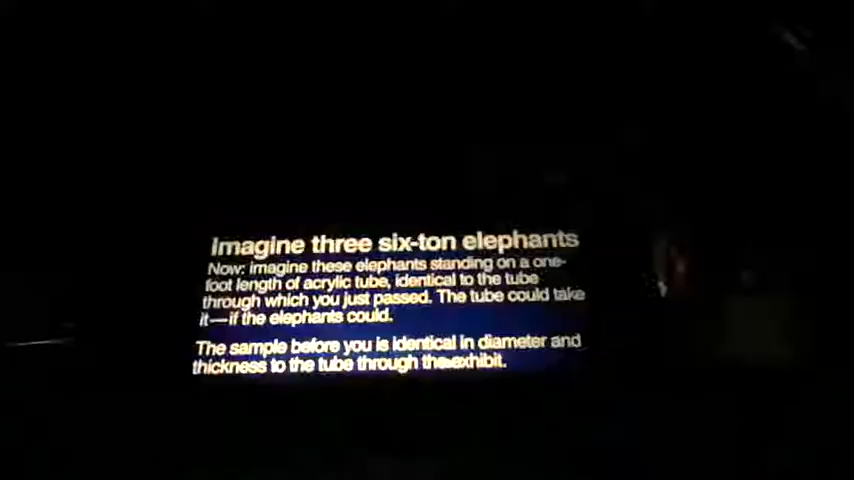 Imagine three six-ton elephants
Now: imagine these elephants standing on a one-
foot length of acrylic tube, identical to the tube
through which you just passed. The tube could take
it—if the elephants could.
The sample before you is identical in diameter and
thickness to the tube through the exhibit.